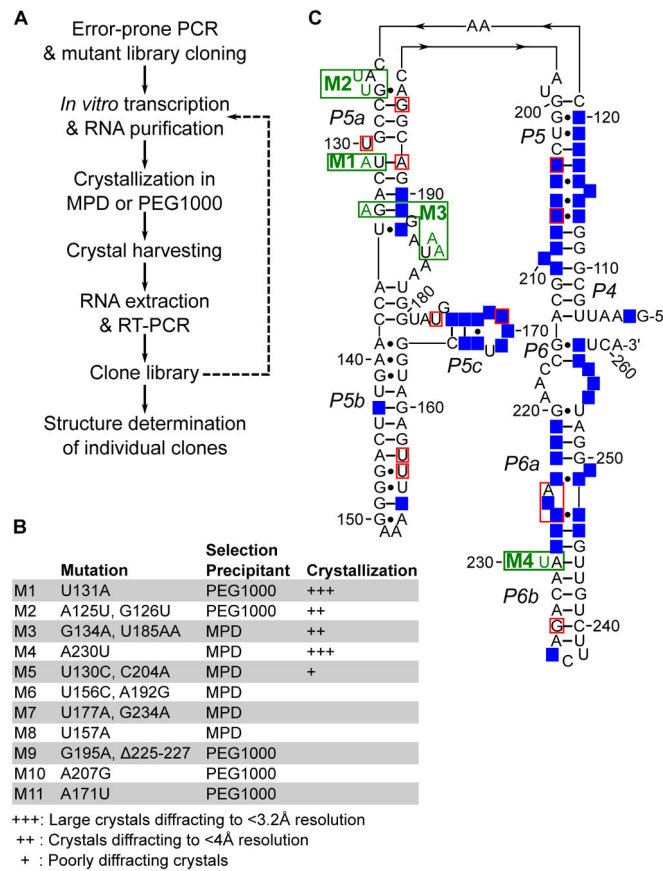 A
Error-prone PCR
& mutant library cloning
In vitro transcription
& RNA purification
Crystallization in
MPD or PEG1000
Crystal harvesting
RNA extraction
& RT-PCR
Clone library
Structure determination
of individual clones
B
Mutation Selection Precipitant Crystallization
M1 U131A PEG1000 +++
M2 A125U, G126U PEG1000 ++
M3 G134A, U185AA MPD ++
M4 A230U MPD +++
M5 U130C, C204A MPD +
M6 U156C, A192G MPD
M7 U177A, G234A MPD
M8 U157A MPD
M9 G195A, Δ225-227 PEG1000
M10 A207G PEG1000
M11 A171U PEG1000
+++: Large crystals diffracting to <3.2Å resolution
++ : Crystals diffracting to <4Å resolution
+ : Poorly diffracting crystals
C
AA
M2
P5a
130
M1
190
M3
180
P5c
170
140
P5b
160
150
200
P5
120
210
110
P4
UUAA G-5
P6
UCA-3'
260
220
P6a
250
230
M4
P6b
240